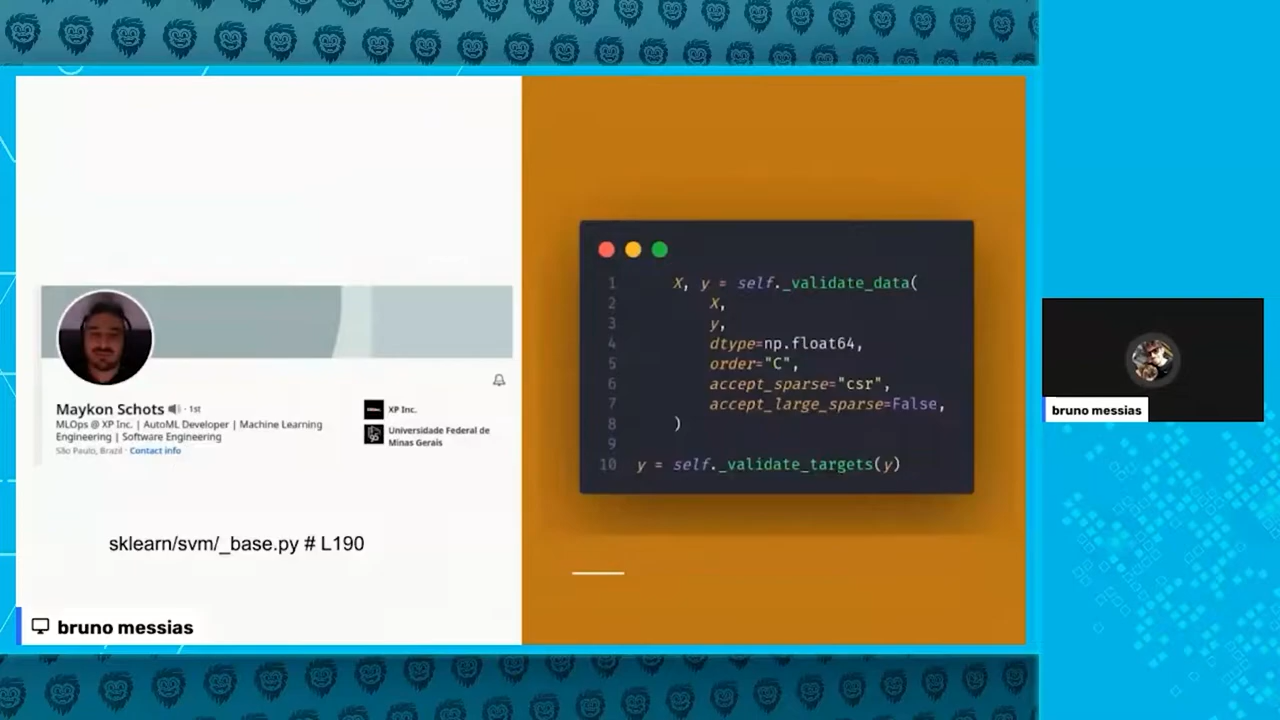 Maykon Schots · 1st
MLOps @ XP Inc. | AutoML Developer | Machine Learning
Engineering | Software Engineering
São Paulo, Brazil · Contact info
XP Inc.
Universidade Federal de
Minas Gerais
sklearn/svm/_base.py # L190
bruno messias
1 X, y = self._validate_data(
2 X,
3 y,
4 dtype=np.float64,
5 order="C",
6 accept_sparse="csr",
7 accept_large_sparse=False,
8 )
9
10 y = self._validate_targets(y)
bruno messias